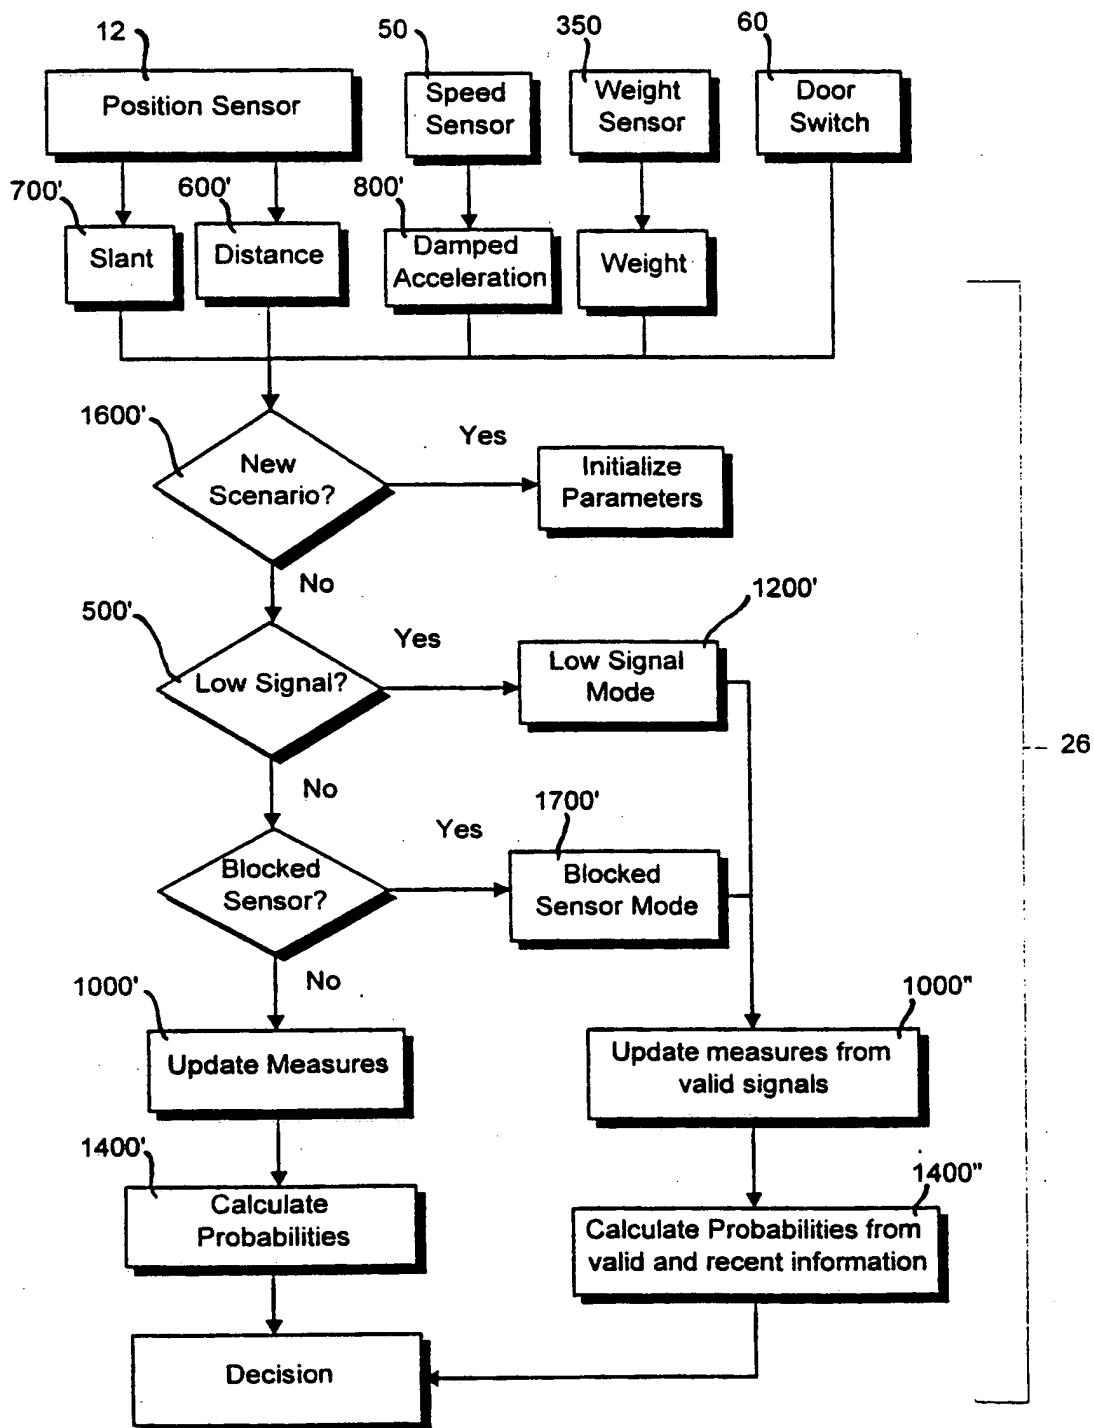 12
50
350
60
Position Sensor
Speed
Sensor
Weight
Sensor
Door
Switch
700'
600'
800'
Slant
Distance
Damped
Acceleration
Weight
1600'
New
Scenario?
Yes
Initialize
Parameters
No
500'
Low Signal?
Yes
1200'
Low Signal
Mode
26
No
Blocked
Sensor?
Yes
1700'
Blocked
Sensor Mode
No
1000'
Update Measures
1000"
Update measures from
valid signals
1400'
Calculate
Probabilities
1400"
Calculate Probabilities from
valid and recent information
Decision